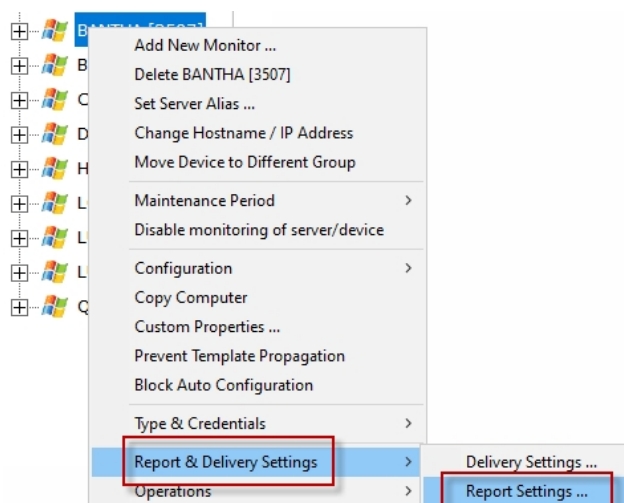 BANTHA [3507]
B
C
D
H
L
L
L
Q
Add New Monitor ...
Delete BANTHA [3507]
Set Server Alias ...
Change Hostname / IP Address
Move Device to Different Group
Maintenance Period
Disable monitoring of server/device
Configuration
Copy Computer
Custom Properties ...
Prevent Template Propagation
Block Auto Configuration
Type & Credentials
Report & Delivery Settings
Operations
Delivery Settings ...
Report Settings ...